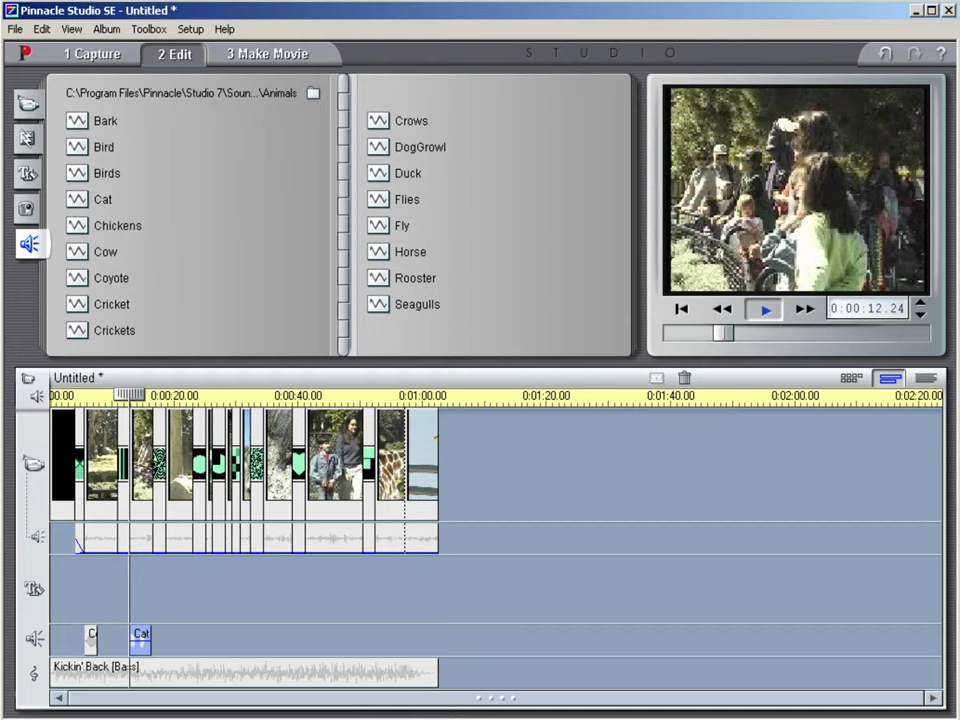 Pinnacle Studio SE - Untitled *
File Edit View Album Toolbox Setup Help
1 Capture 2 Edit 3 Make Movie STUDIO ?
C:\Program Files\Pinnacle\Studio 7\Soun...\Animals
Bark
Bird
Birds
Cat
Chickens
Cow
Coyote
Cricket
Crickets
Crows
DogGrowl
Duck
Flies
Fly
Horse
Rooster
Seagulls
0:00:12.24
Untitled *
00.00 0:00:20.00 0:00:40.00 0:01:00.00 0:01:20.00 0:01:40.00 0:02:00.00 0:02:20.00
Cat
Kickin' Back [Bass]